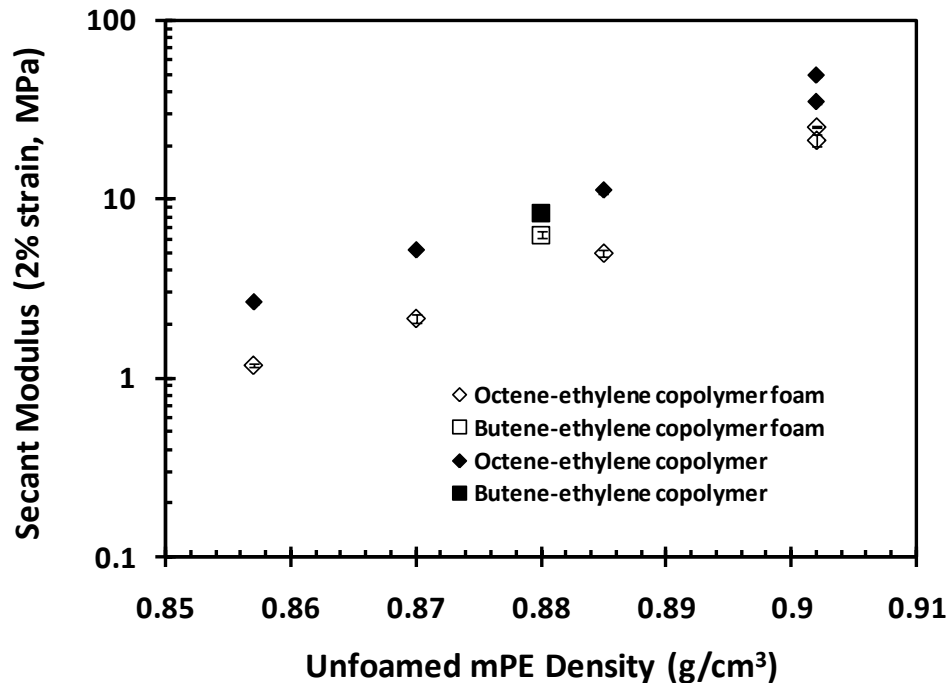 Secant Modulus (2% strain, MPa)
100
10
1
0.1
Octene-ethylene copolymer foam
Butene-ethylene copolymer foam
Octene-ethylene copolymer
Butene-ethylene copolymer
0.85 0.86 0.87 0.88 0.89 0.9 0.91
Unfoamed mPE Density (g/cm³)